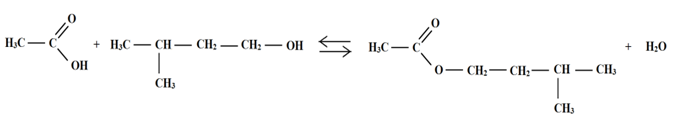 O O
H₃C — C + H₃C — CH — CH₂ — CH₂ — OH H₃C — C + H₂O
OH O — CH₂ — CH₂ — CH — CH₃
CH₃ CH₃